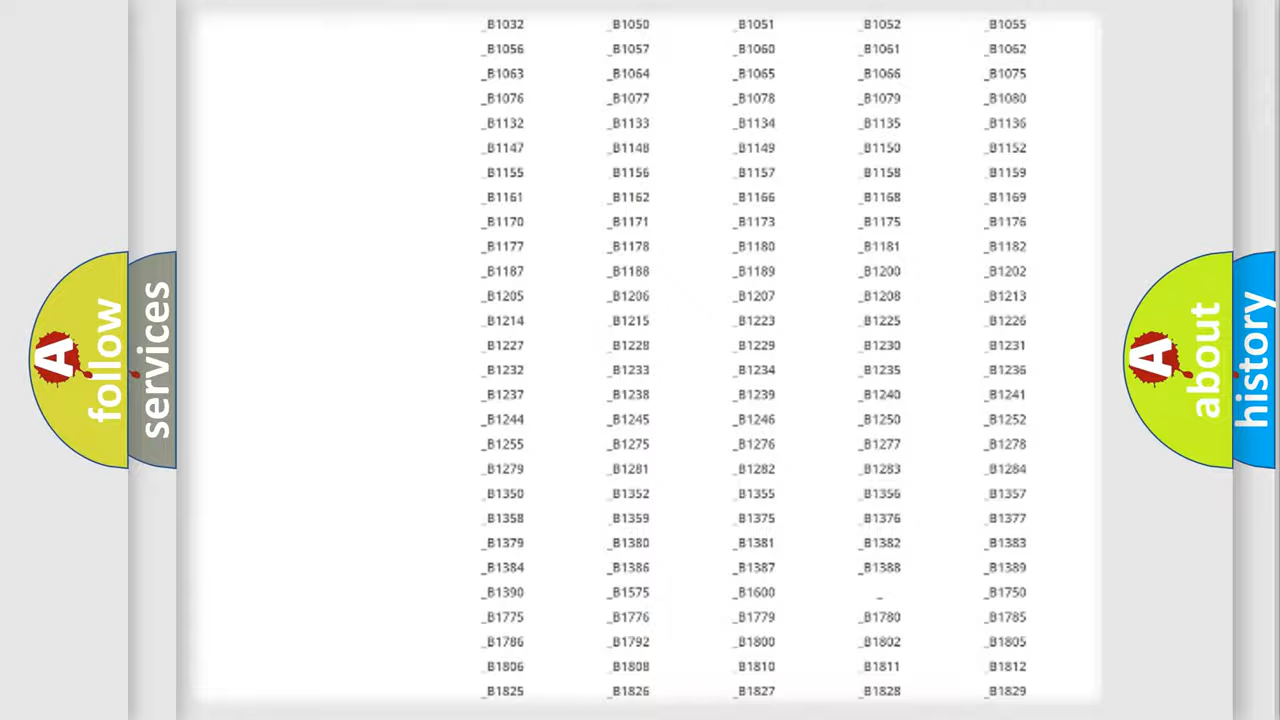 _B1032 _B1050 _B1051 _B1052 _B1055
_B1056 _B1057 _B1060 _B1061 _B1062
_B1063 _B1064 _B1065 _B1066 _B1075
_B1076 _B1077 _B1078 _B1079 _B1080
_B1132 _B1133 _B1134 _B1135 _B1136
_B1147 _B1148 _B1149 _B1150 _B1152
_B1155 _B1156 _B1157 _B1158 _B1159
_B1161 _B1162 _B1166 _B1168 _B1169
_B1170 _B1171 _B1173 _B1175 _B1176
_B1177 _B1178 _B1180 _B1181 _B1182
_B1187 _B1188 _B1189 _B1200 _B1202
_B1205 _B1206 _B1207 _B1208 _B1213
_B1214 _B1215 _B1223 _B1225 _B1226
_B1227 _B1228 _B1229 _B1230 _B1231
_B1232 _B1233 _B1234 _B1235 _B1236
_B1237 _B1238 _B1239 _B1240 _B1241
_B1244 _B1245 _B1246 _B1250 _B1252
_B1255 _B1275 _B1276 _B1277 _B1278
_B1279 _B1281 _B1282 _B1283 _B1284
_B1350 _B1352 _B1355 _B1356 _B1357
_B1358 _B1359 _B1375 _B1376 _B1377
_B1379 _B1380 _B1381 _B1382 _B1383
_B1384 _B1386 _B1387 _B1388 _B1389
_B1390 _B1575 _B1600 _ _B1750
_B1775 _B1776 _B1779 _B1780 _B1785
_B1786 _B1792 _B1800 _B1802 _B1805
_B1806 _B1808 _B1810 _B1811 _B1812
_B1825 _B1826 _B1827 _B1828 _B1829
A follow
services
A about
history